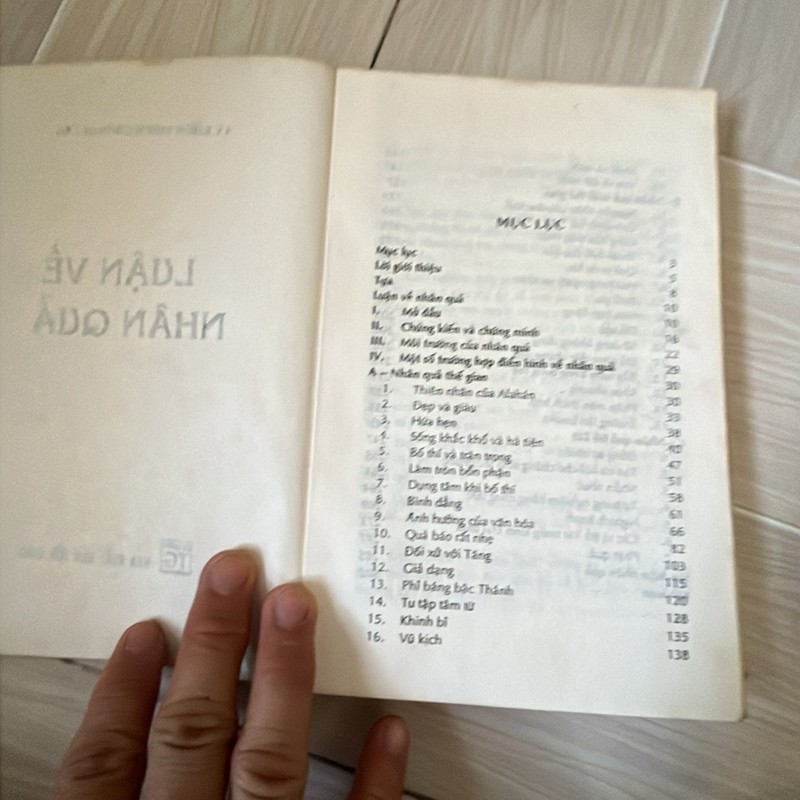 LUẬN VỀ
NHÂN QUẢ
MỤC LỤC
Mục lục 3
Lời giới thiệu 5
Tựa 8
Luận về nhân quả 10
I. Mở đầu 10
II. Chứng kiến và chứng minh 16
III. Môi trường của nhân quả 22
IV. Một số trường hợp điển hình về nhân quả 29
A – Nhân quả thế gian 30
1. Thiên nhãn của Alahán 30
2. Đẹp và giàu 33
3. Hứa hẹn 38
4. Sống khắc khổ và hà tiện 40
5. Bố thí và trân trọng 47
6. Làm tròn bổn phận 51
7. Dụng tâm khi bố thí 58
8. Bình đẳng 61
9. Ảnh hưởng của văn hóa 66
10. Quả báo rất nhẹ 82
11. Đối xử với Tăng 103
12. Giả dạng 115
13. Phỉ báng bậc Thánh 120
14. Tu tập tâm từ 128
15. Khinh bỉ 135
16. Vũ kịch 138